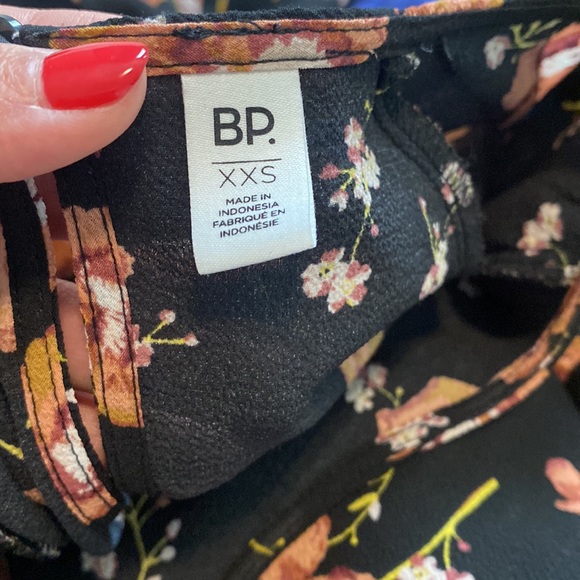 BP.
XXS
MADE IN
INDONESIA
FABRIQUÉ EN
INDONÉSIE